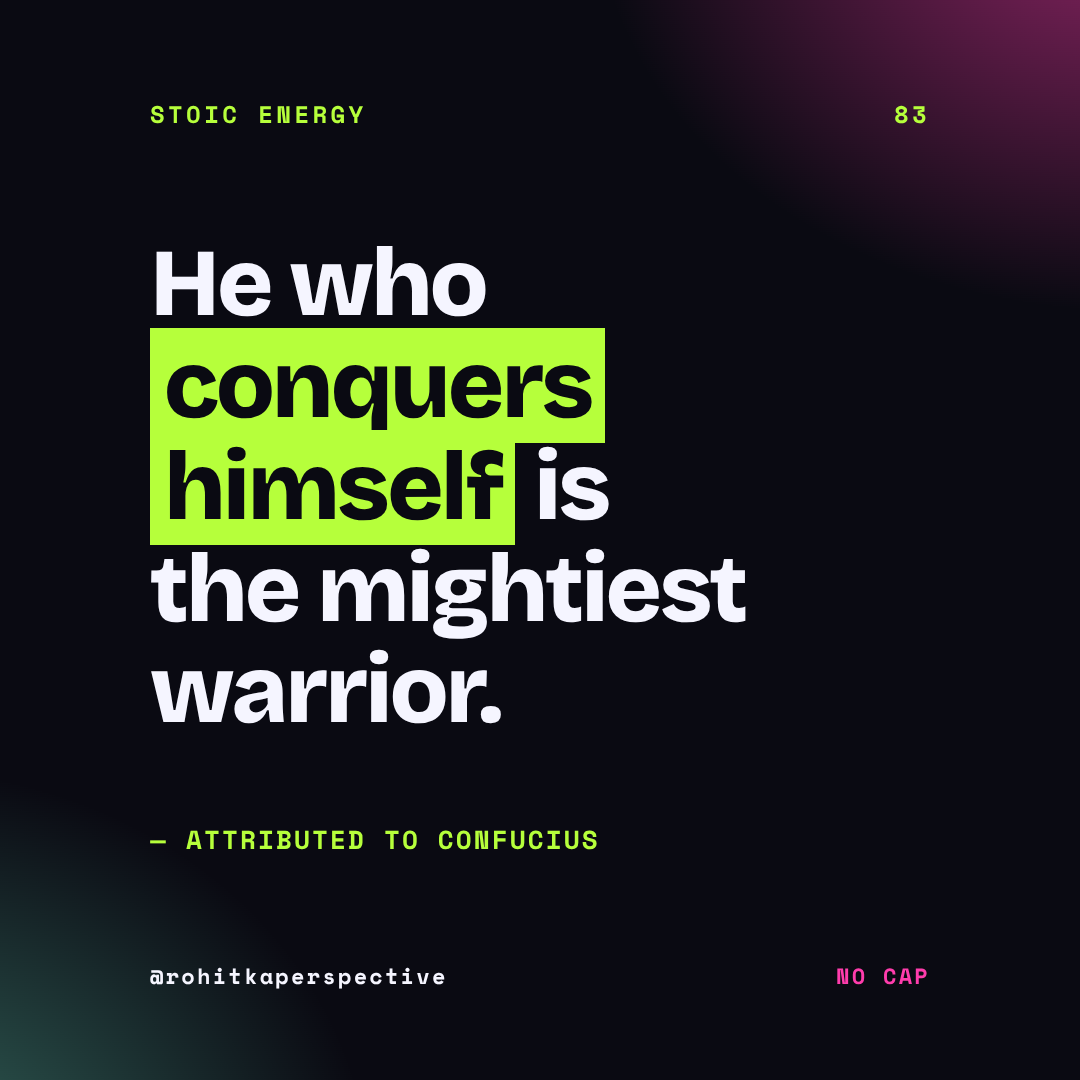 STOIC ENERGY
83
He who
conquers
himself is
the mightiest
warrior.
— ATTRIBUTED TO CONFUCIUS
@rohitkaperspective
NO CAP